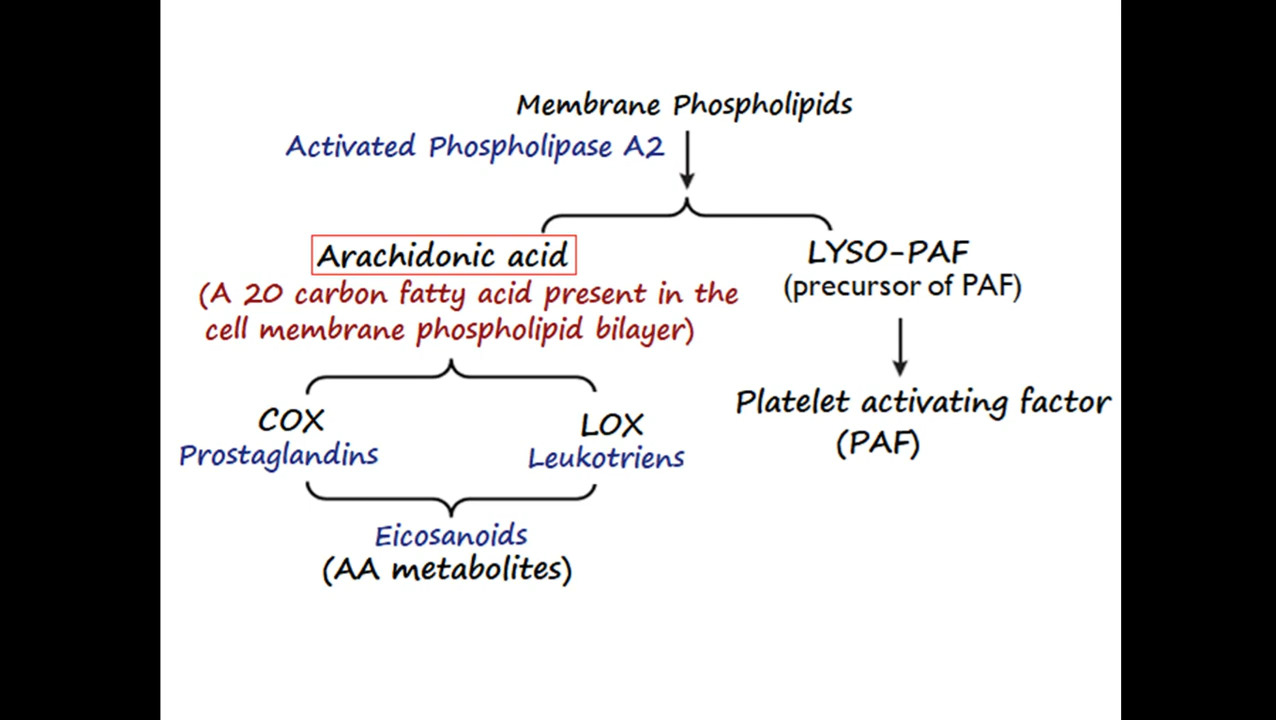 Membrane Phospholipids
Activated Phospholipase A2
Arachidonic acid
(A 20 carbon fatty acid present in the
cell membrane phospholipid bilayer)
LYSO-PAF
(precursor of PAF)
Platelet activating factor
(PAF)
COX
Prostaglandins
LOX
Leukotriens
Eicosanoids
(AA metabolites)